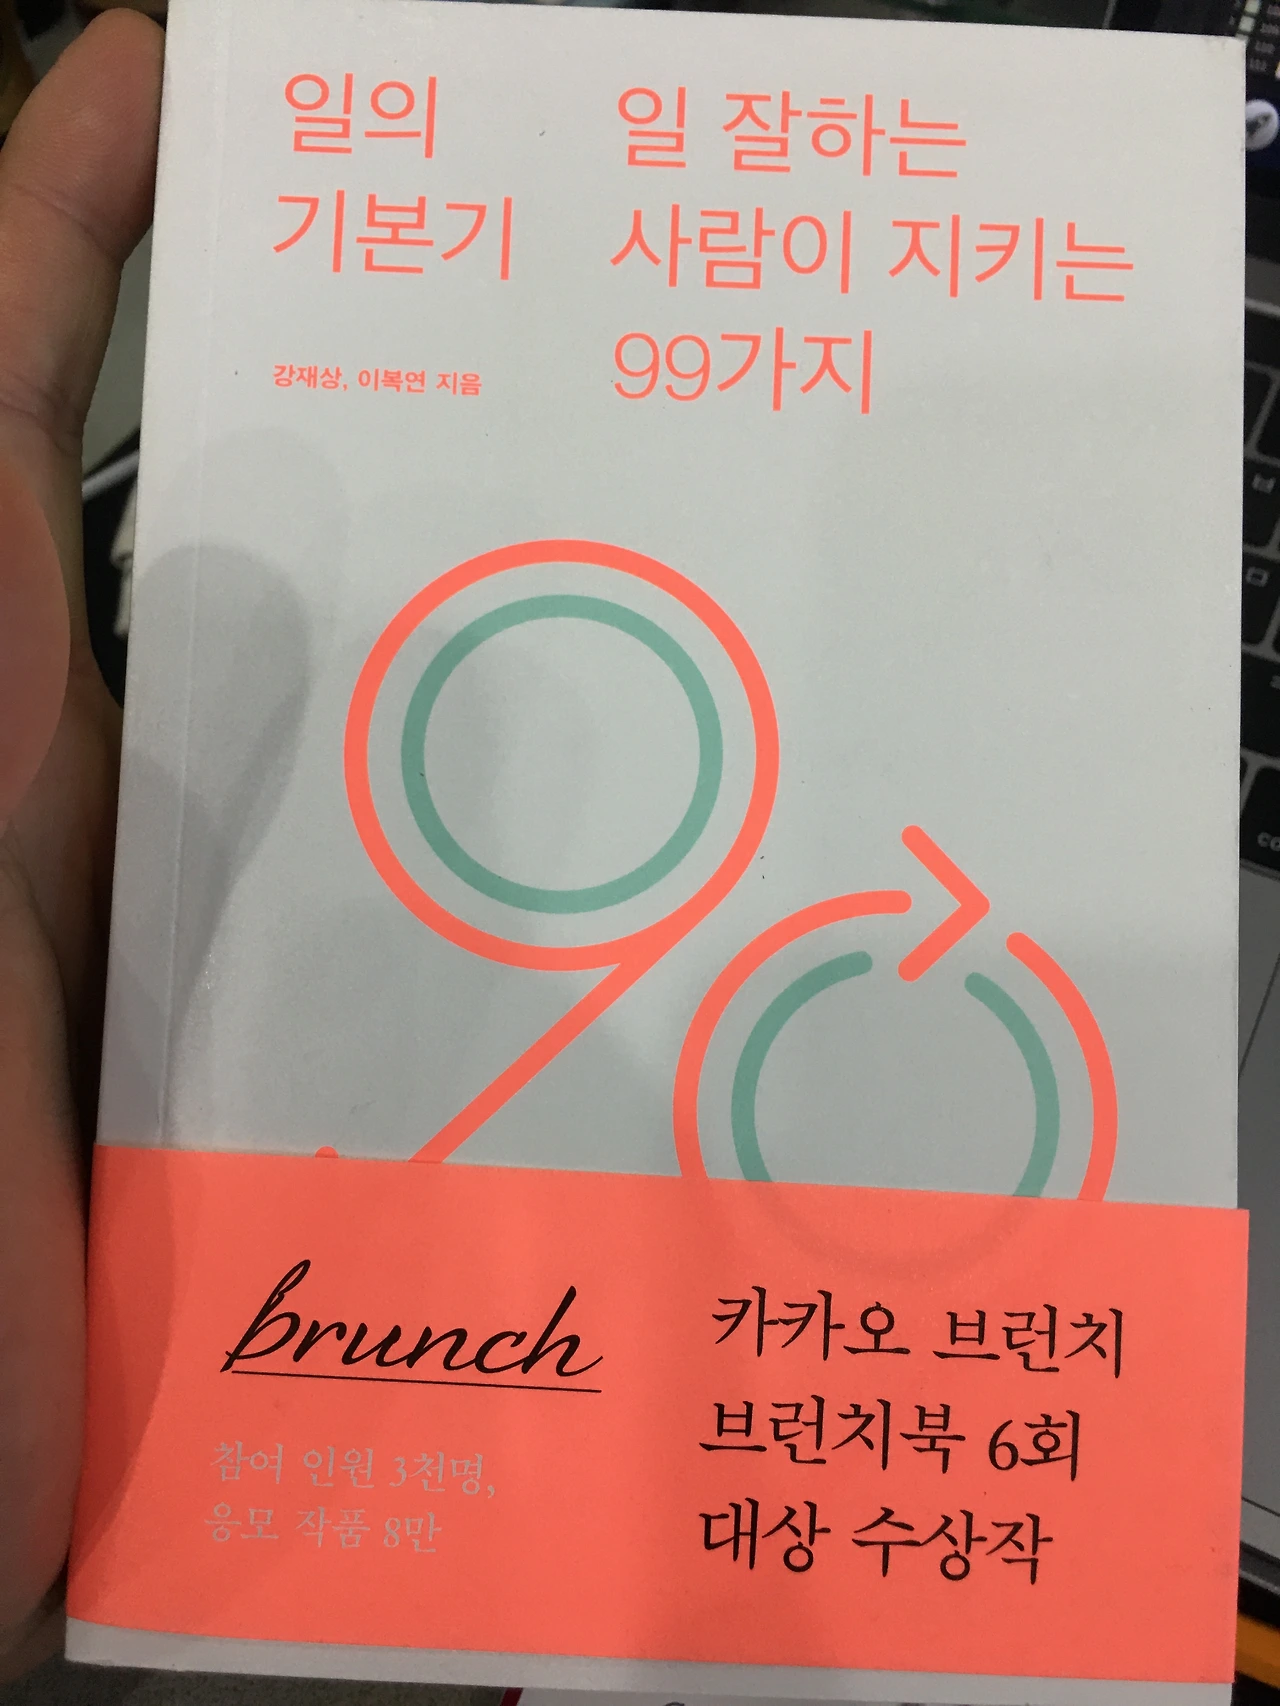 일의
기본기
강재상, 이복연 지음
일 잘하는
사람이 지키는
99가지
brunch
참여 인원 3천명,
응모 작품 8만
카카오 브런치
브런치북 6회
대상 수상작